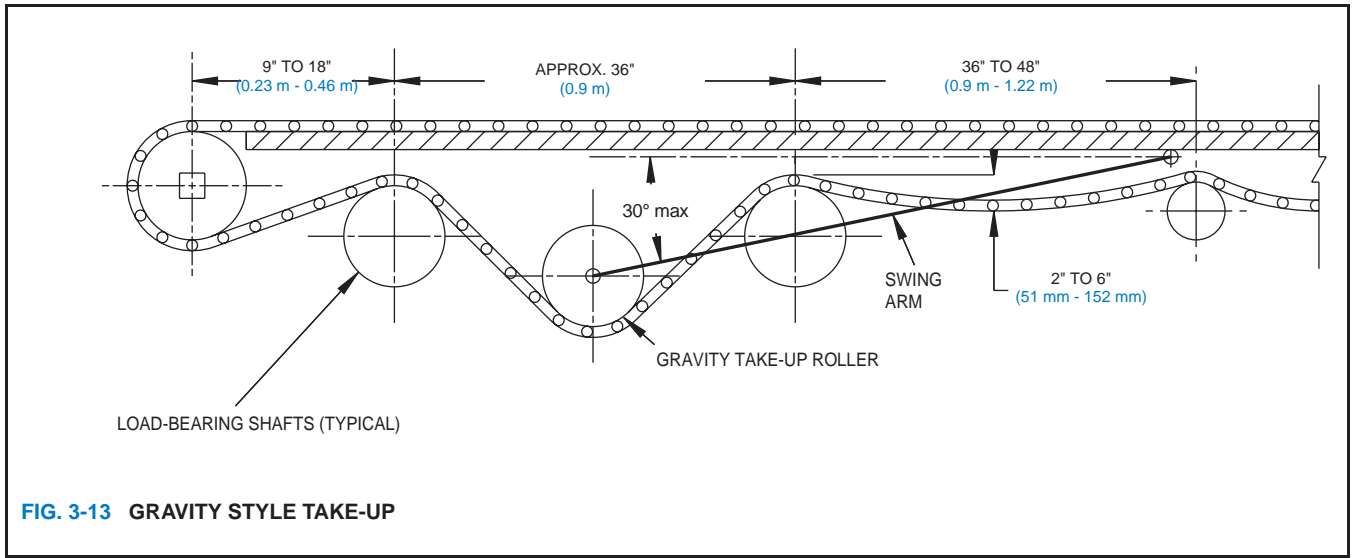 9" TO 18"
(0.23 m - 0.46 m)
APPROX. 36"
(0.9 m)
36" TO 48"
(0.9 m - 1.22 m)
30° max
SWING
ARM
2" TO 6"
(51 mm - 152 mm)
GRAVITY TAKE-UP ROLLER
LOAD-BEARING SHAFTS (TYPICAL)
FIG. 3-13 GRAVITY STYLE TAKE-UP